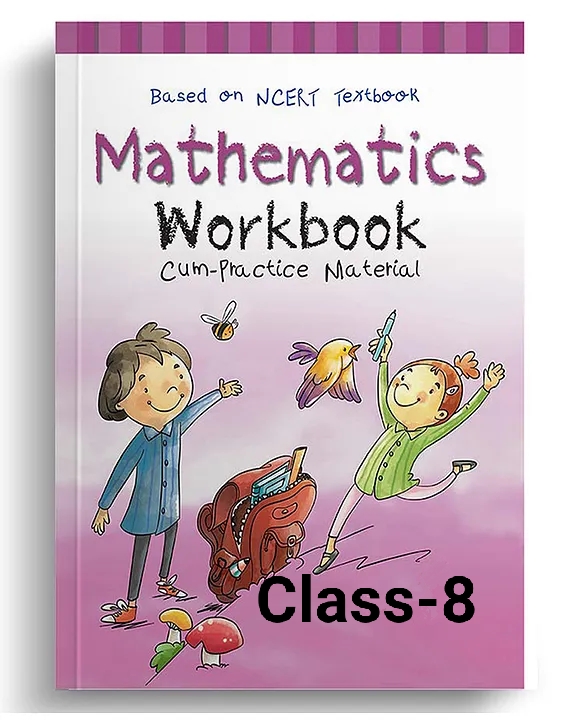 Based on NCERT Textbook
Mathematics
Workbook
Cum-Practice Material
Class-8